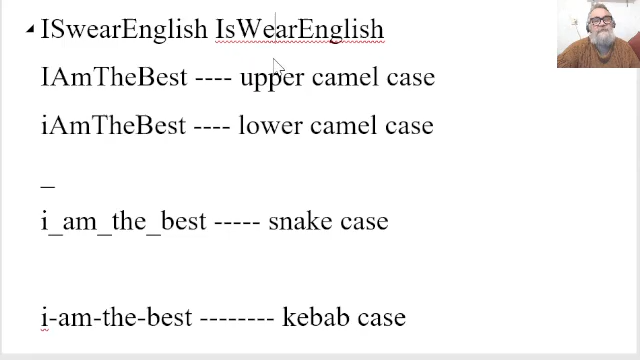 ISwearEnglish IsWearEnglish
IAmTheBest ---- upper camel case
iAmTheBest ---- lower camel case
_
i_am_the_best ----- snake case
i-am-the-best -------- kebab case